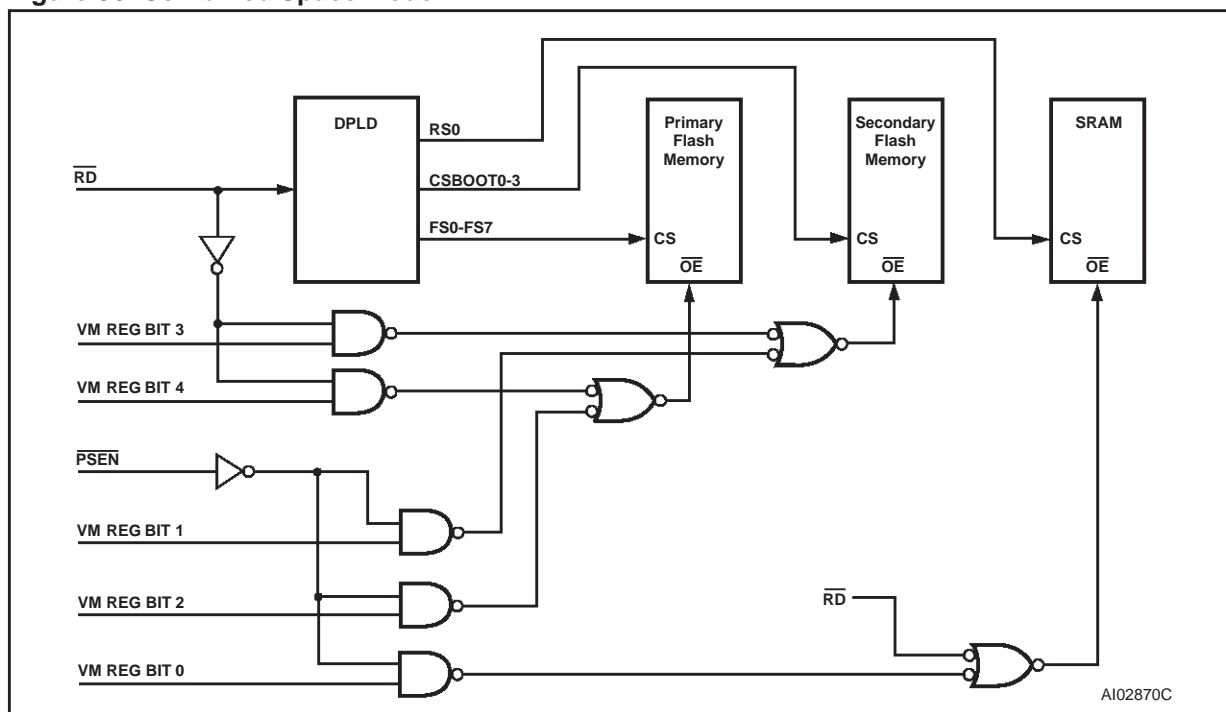 DPLD
RS0
CSBOOT0-3
FS0-FS7
Primary
Flash
Memory
CS
OE
Secondary
Flash
Memory
CS
OE
SRAM
CS
OE
RD
VM REG BIT 3
VM REG BIT 4
PSEN
VM REG BIT 1
VM REG BIT 2
VM REG BIT 0
RD
AI02870C